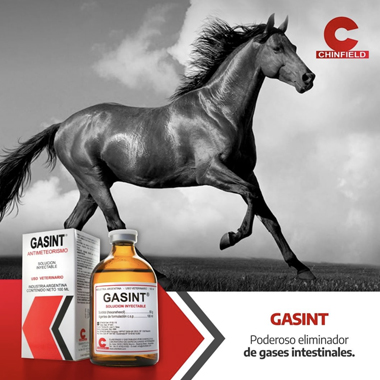 C
CHINFIELD
GASINT®
ANTIMETEORISMO
SOLUCION
INYECTABLE
USO VETERINARIO
INDUSTRIA ARGENTINA
CONTENIDO NETO 100 ML
GASINT®
SOLUCION INYECTABLE
GASINT
Poderoso eliminador
de gases intestinales.